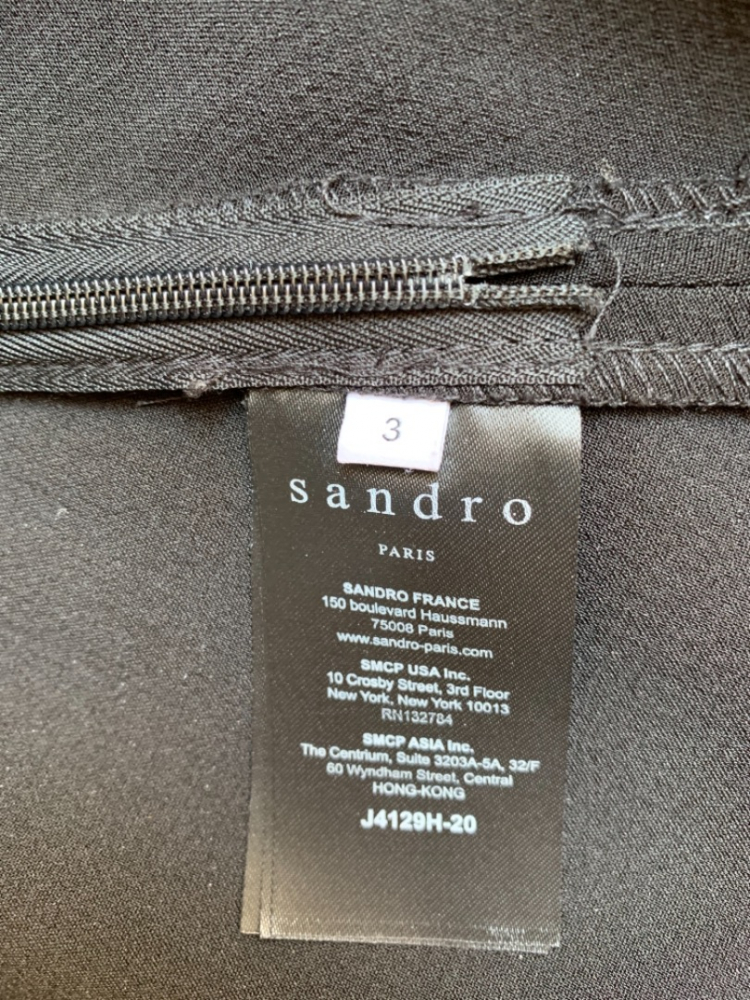 3
sandro
PARIS
SANDRO FRANCE
150 boulevard Haussmann
75008 Paris
www.sandro-paris.com
SMCP USA Inc.
10 Crosby Street, 3rd Floor
New York, New York 10013
RN132784
SMCP ASIA Inc.
The Centrium, Suite 3203A-5A, 32/F
60 Wyndham Street, Central
HONG-KONG
J4129H-20